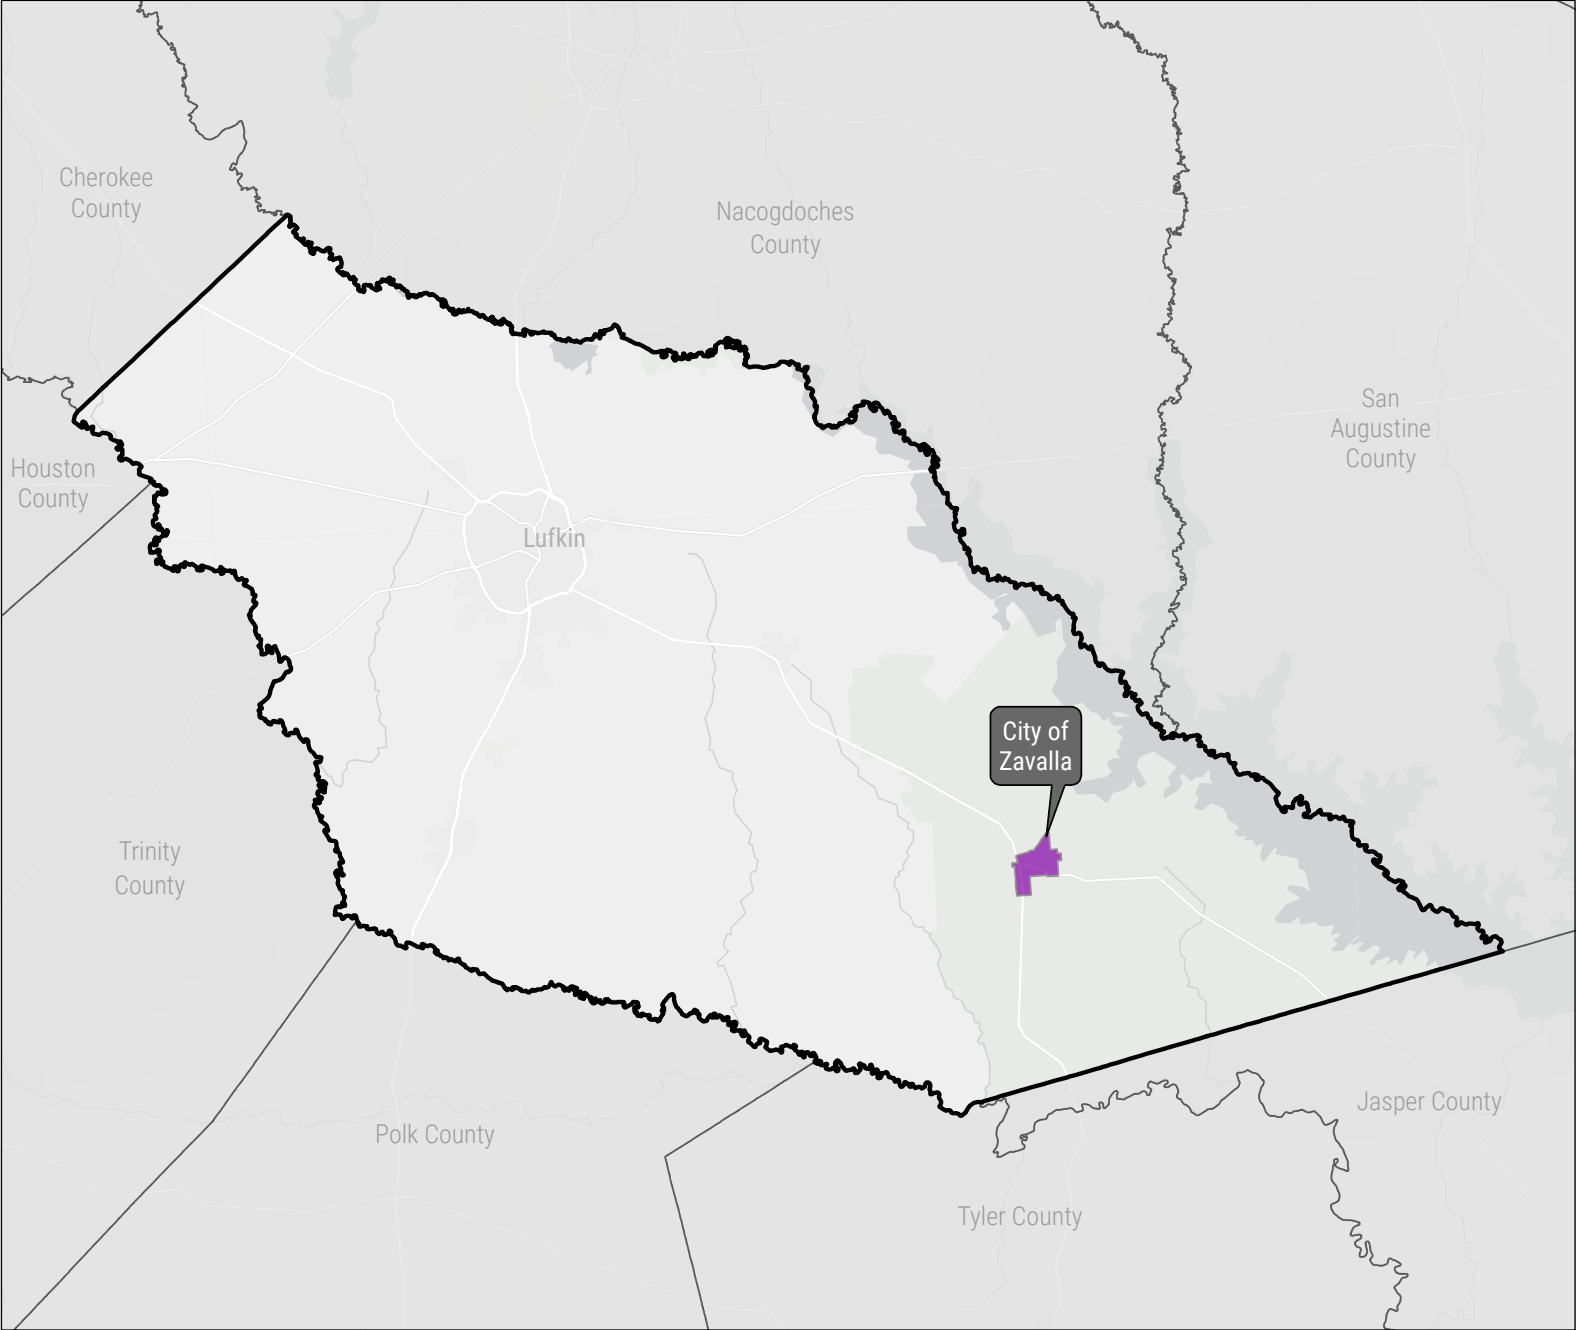 Cherokee
County
Nacogdoches
County
San
Augustine
County
Houston
County
Lufkin
City of
Zavalla
Trinity
County
Jasper County
Polk County
Tyler County